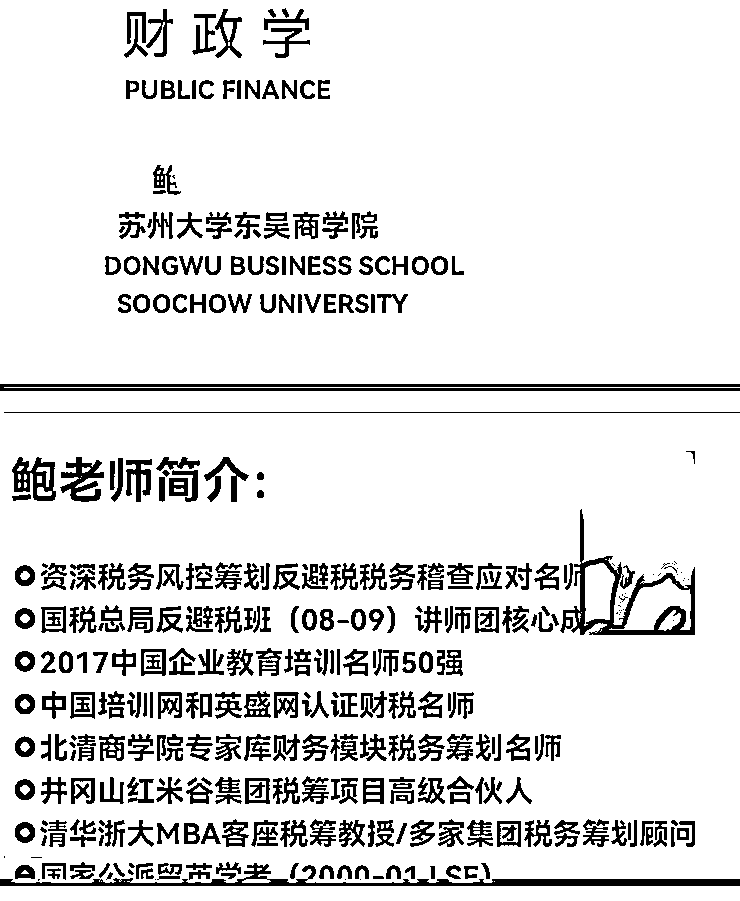 财政学
PUBLIC FINANCE
鲍
苏州大学东吴商学院
DONGWU BUSINESS SCHOOL
SOOCHOW UNIVERSITY
鲍老师简介：
资深税务风控筹划反避税税务稽查应对名师
国税总局反避税班（08-09）讲师团核心成
2017中国企业教育培训名师50强
中国培训网和英盛网认证财税名师
北清商学院专家库财务模块税务筹划名师
井冈山红米谷集团税筹项目高级合伙人
清华浙大MBA客座税筹教授/多家集团税务筹划顾问
国家公派留英学者（2000-01 LSE）